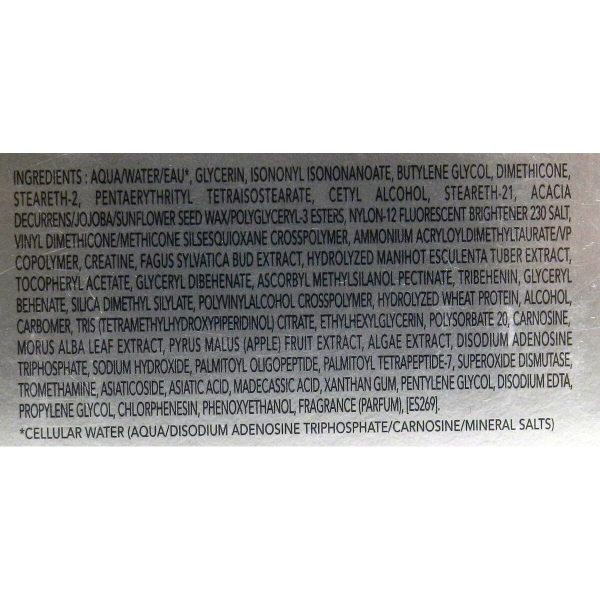 INGREDIENTS : AQUA/WATER/EAU*, GLYCERIN, ISONONYL ISONONANOATE, BUTYLENE GLYCOL, DIMETHICONE,
STEARETH-2, PENTAERYTHRITYL TETRAISOSTEARATE, CETYL ALCOHOL, STEARETH-21, ACACIA
DECURRENS/JOJOBA/SUNFLOWER SEED WAX/POLYGLYCERYL-3 ESTERS, NYLON-12 FLUORESCENT BRIGHTENER 230 SALT,
VINYL DIMETHICONE/METHICONE SILSESQUIOXANE CROSSPOLYMER, AMMONIUM ACRYLOYLDIMETHYLTAURATE/VP
COPOLYMER, CREATINE, FAGUS SYLVATICA BUD EXTRACT, HYDROLYZED MANIHOT ESCULENTA TUBER EXTRACT,
TOCOPHERYL ACETATE, GLYCERYL DIBEHENATE, ASCORBYL METHYLSILANOL PECTINATE, TRIBEHENIN, GLYCERYL
BEHENATE, SILICA DIMETHYL SILYLATE, POLYVINYLALCOHOL CROSSPOLYMER, HYDROLYZED WHEAT PROTEIN, ALCOHOL,
CARBOMER, TRIS (TETRAMETHYLHYDROXYPIPERIDINOL) CITRATE, ETHYLHEXYLGLYCERIN, POLYSORBATE 20, CARNOSINE,
MORUS ALBA LEAF EXTRACT, PYRUS MALUS (APPLE) FRUIT EXTRACT, ALGAE EXTRACT, DISODIUM ADENOSINE
TRIPHOSPHATE, SODIUM HYDROXIDE, PALMITOYL OLIGOPEPTIDE, PALMITOYL TETRAPEPTIDE-7, SUPEROXIDE DISMUTASE,
TROMETHAMINE, ASIATICOSIDE, ASIATIC ACID, MADECASSIC ACID, XANTHAN GUM, PENTYLENE GLYCOL, DISODIUM EDTA,
PROPYLENE GLYCOL, CHLORPHENESIN, PHENOXYETHANOL, FRAGRANCE (PARFUM), [ES269].
*CELLULAR WATER (AQUA/DISODIUM ADENOSINE TRIPHOSPHATE/CARNOSINE/MINERAL SALTS)